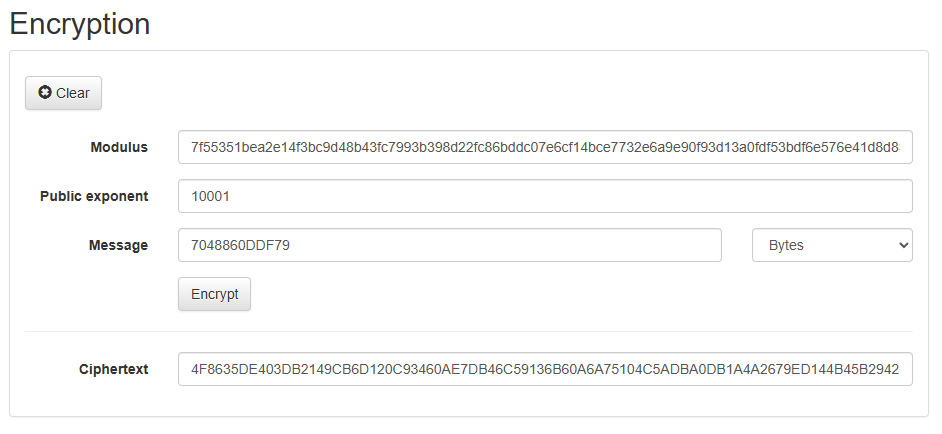 Encryption
Clear
Modulus 7f55351bea2e14f3bc9d48b43fc7993b398d22fc86bddc07e6cf14bce7732e6a9e90f93d13a0fdf53bdf6e576e41d8d8
Public exponent 10001
Message 7048860DDF79 Bytes
Encrypt
Ciphertext 4F8635DE403DB2149CB6D120C93460AE7DB46C59136B60A6A75104C5ADBA0DB1A4A2679ED144B45B2942